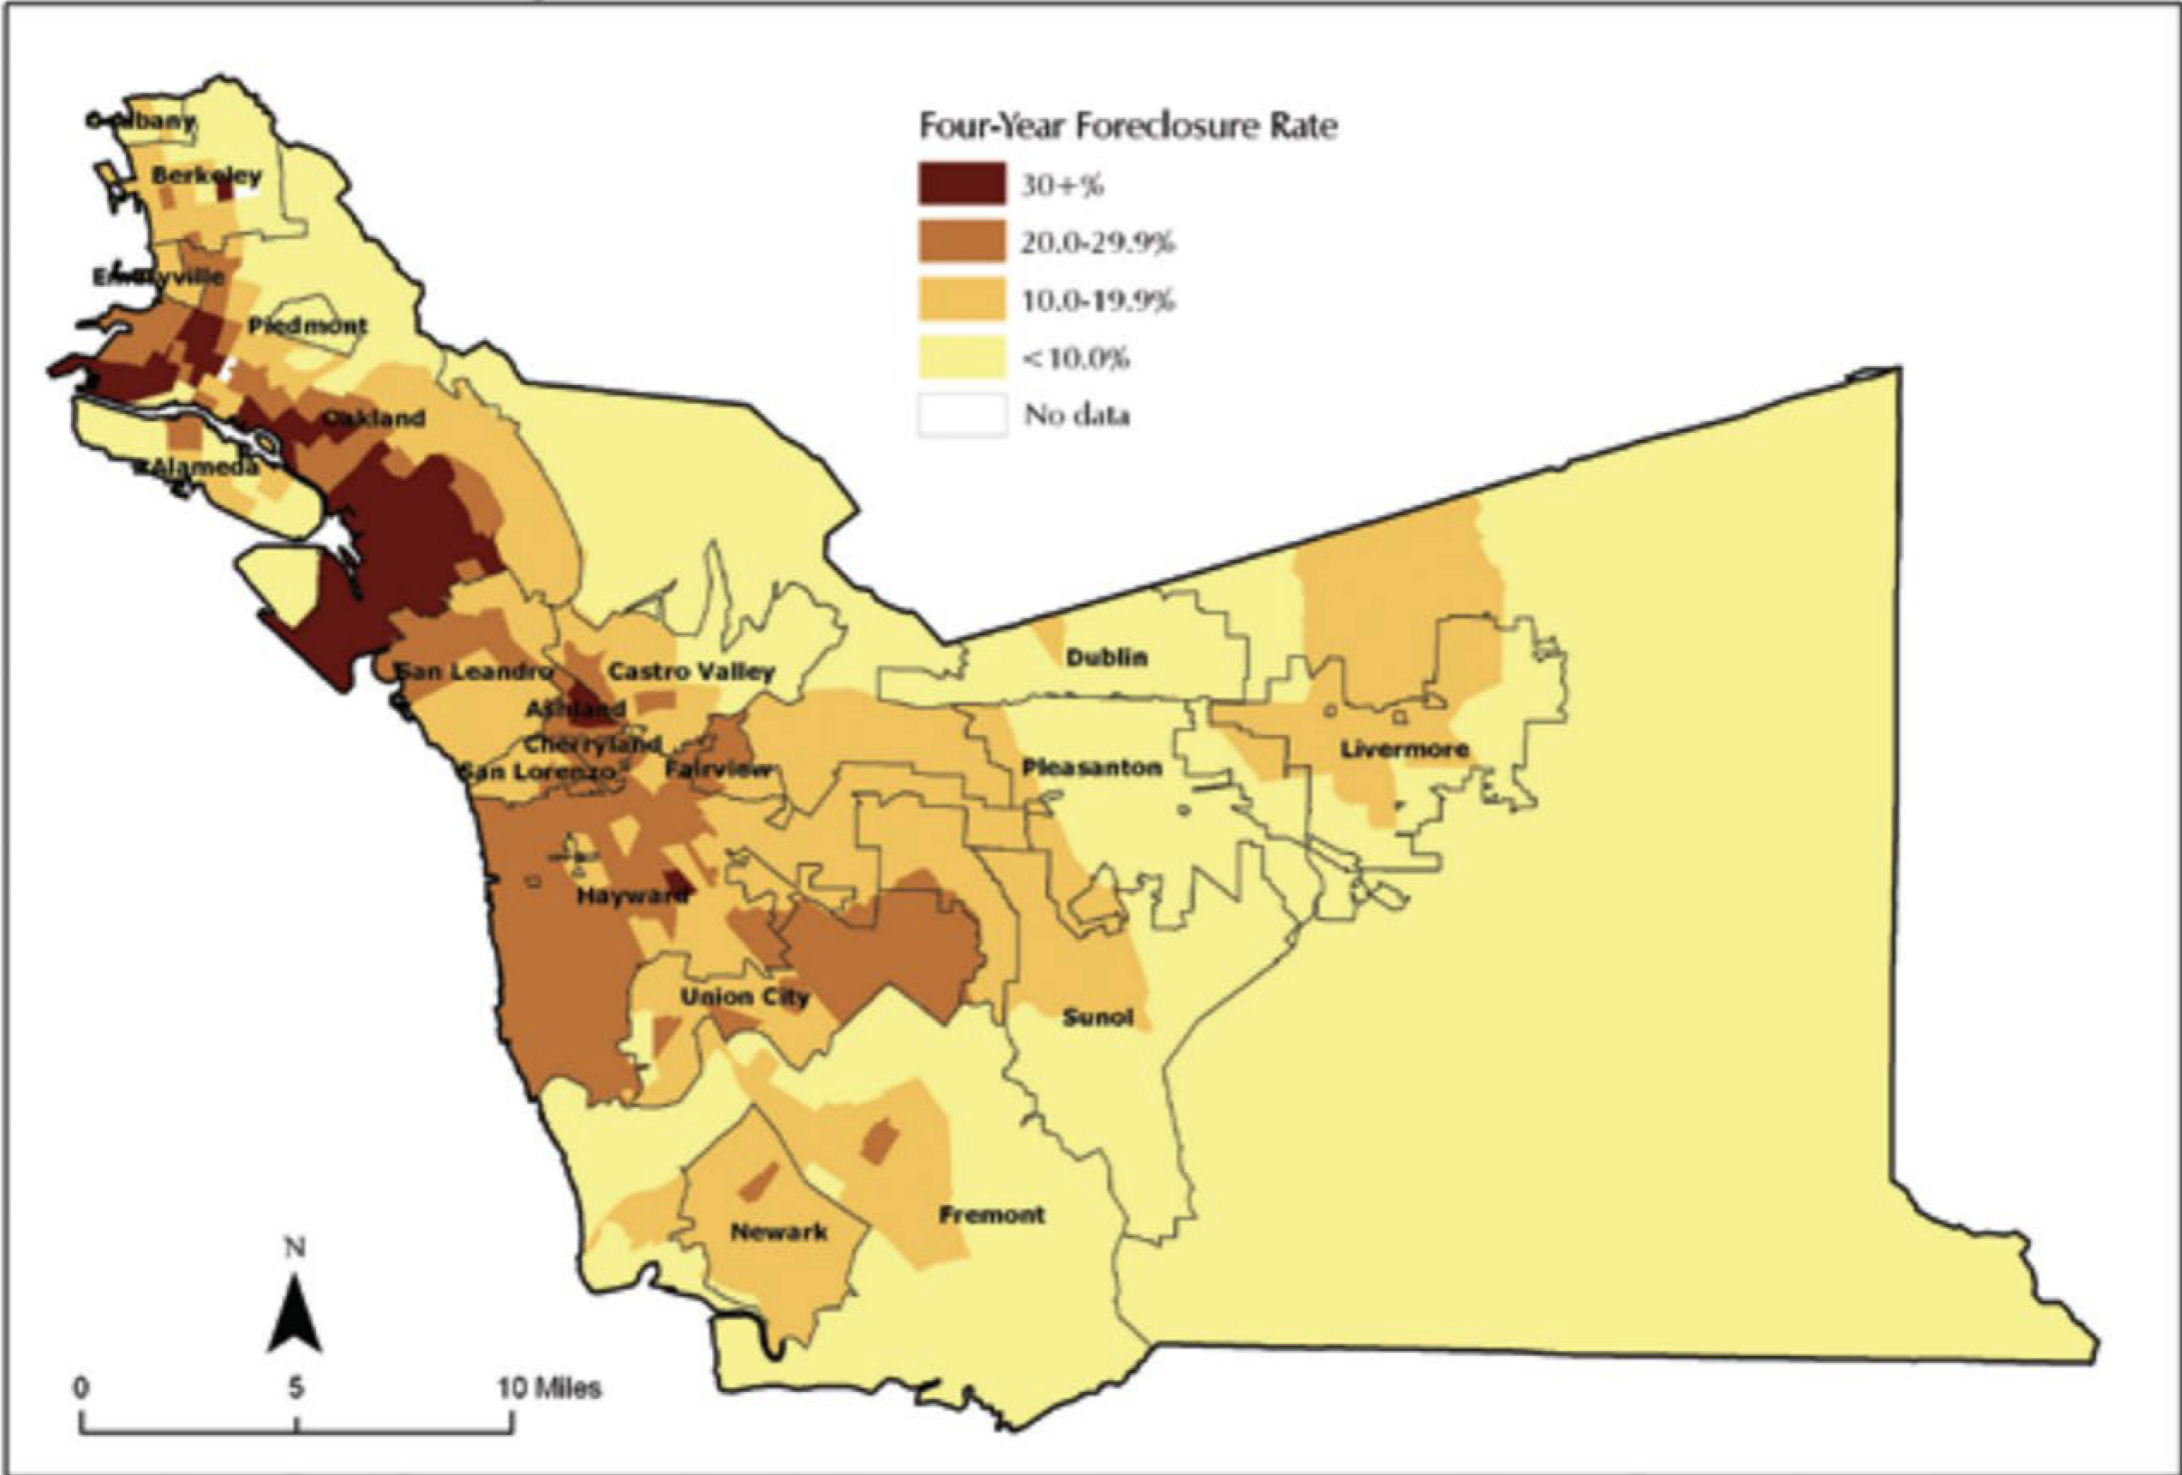 Four-Year Foreclosure Rate
30+%
20.0-29.9%
10.0-19.9%
<10.0%
No data
Albany
Berkeley
Emeryville
Piedmont
Oakland
Alameda
San Leandro
Castro Valley
Ashland
Cherryland
San Lorenzo
Fairview
Dublin
Pleasanton
Livermore
Hayward
Union City
Sunol
Fremont
Newark
N
0 5 10 Miles